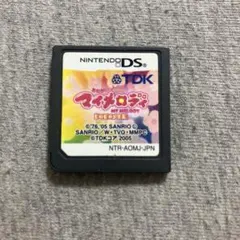 NINTENDO DS
TDK
マイメロディ
MY MELODY
© '76, '05 SANRIO
SANRIO/W・TVO・MMPC
©TDKコア 2005
NTR-AOMJ-JPN